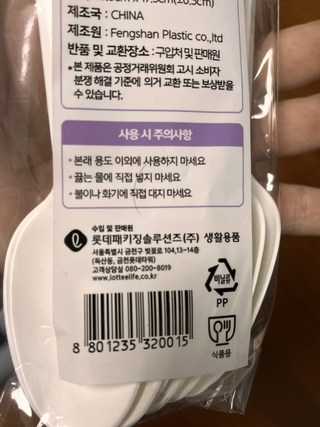 제조국 : CHINA
제조원 : Fengshan Plastic co.,ltd
반품 및 교환장소 : 구입처 및 판매원
•본 제품은 공정거래위원회 고시 소비자
분쟁 해결 기준에 의거 교환 또는 보상받을
수 있습니다.
사용 시 주의사항
•본래 용도 이외에 사용하지 마세요
•끓는 물에 직접 넣지 마세요
•불이나 화기에 직접 대지 마세요
수입 및 판매원
롯데패키징솔루션즈(주) 생활용품
서울특별시 금천구 벚꽃로 104,13~14층
(독산동, 금천롯데타워)
고객상담실 080-200-8019
www.lotteelife.co.kr
비닐류
PP
8 801235 320015
식품용